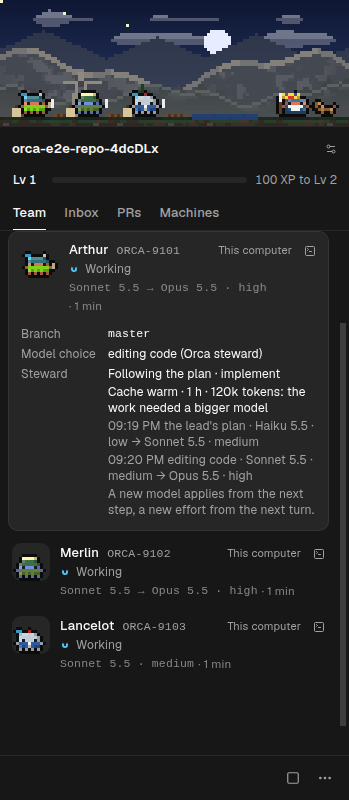 orca-e2e-repo-4dcDLx
Lv 1 100 XP to Lv 2
Team Inbox PRs Machines
Arthur ORCA-9101 This computer
Working
Sonnet 5.5 → Opus 5.5 · high
· 1 min
Branch master
Model choice editing code (Orca steward)
Steward Following the plan · implement
Cache warm · 1 h · 120k tokens: the
work needed a bigger model
09:19 PM the lead's plan · Haiku 5.5 ·
low → Sonnet 5.5 · medium
09:20 PM editing code · Sonnet 5.5 ·
medium → Opus 5.5 · high
A new model applies from the next
step, a new effort from the next turn.
Merlin ORCA-9102 This computer
Working
Sonnet 5.5 → Opus 5.5 · high · 1 min
Lancelot ORCA-9103 This computer
Working
Sonnet 5.5 · medium · 1 min